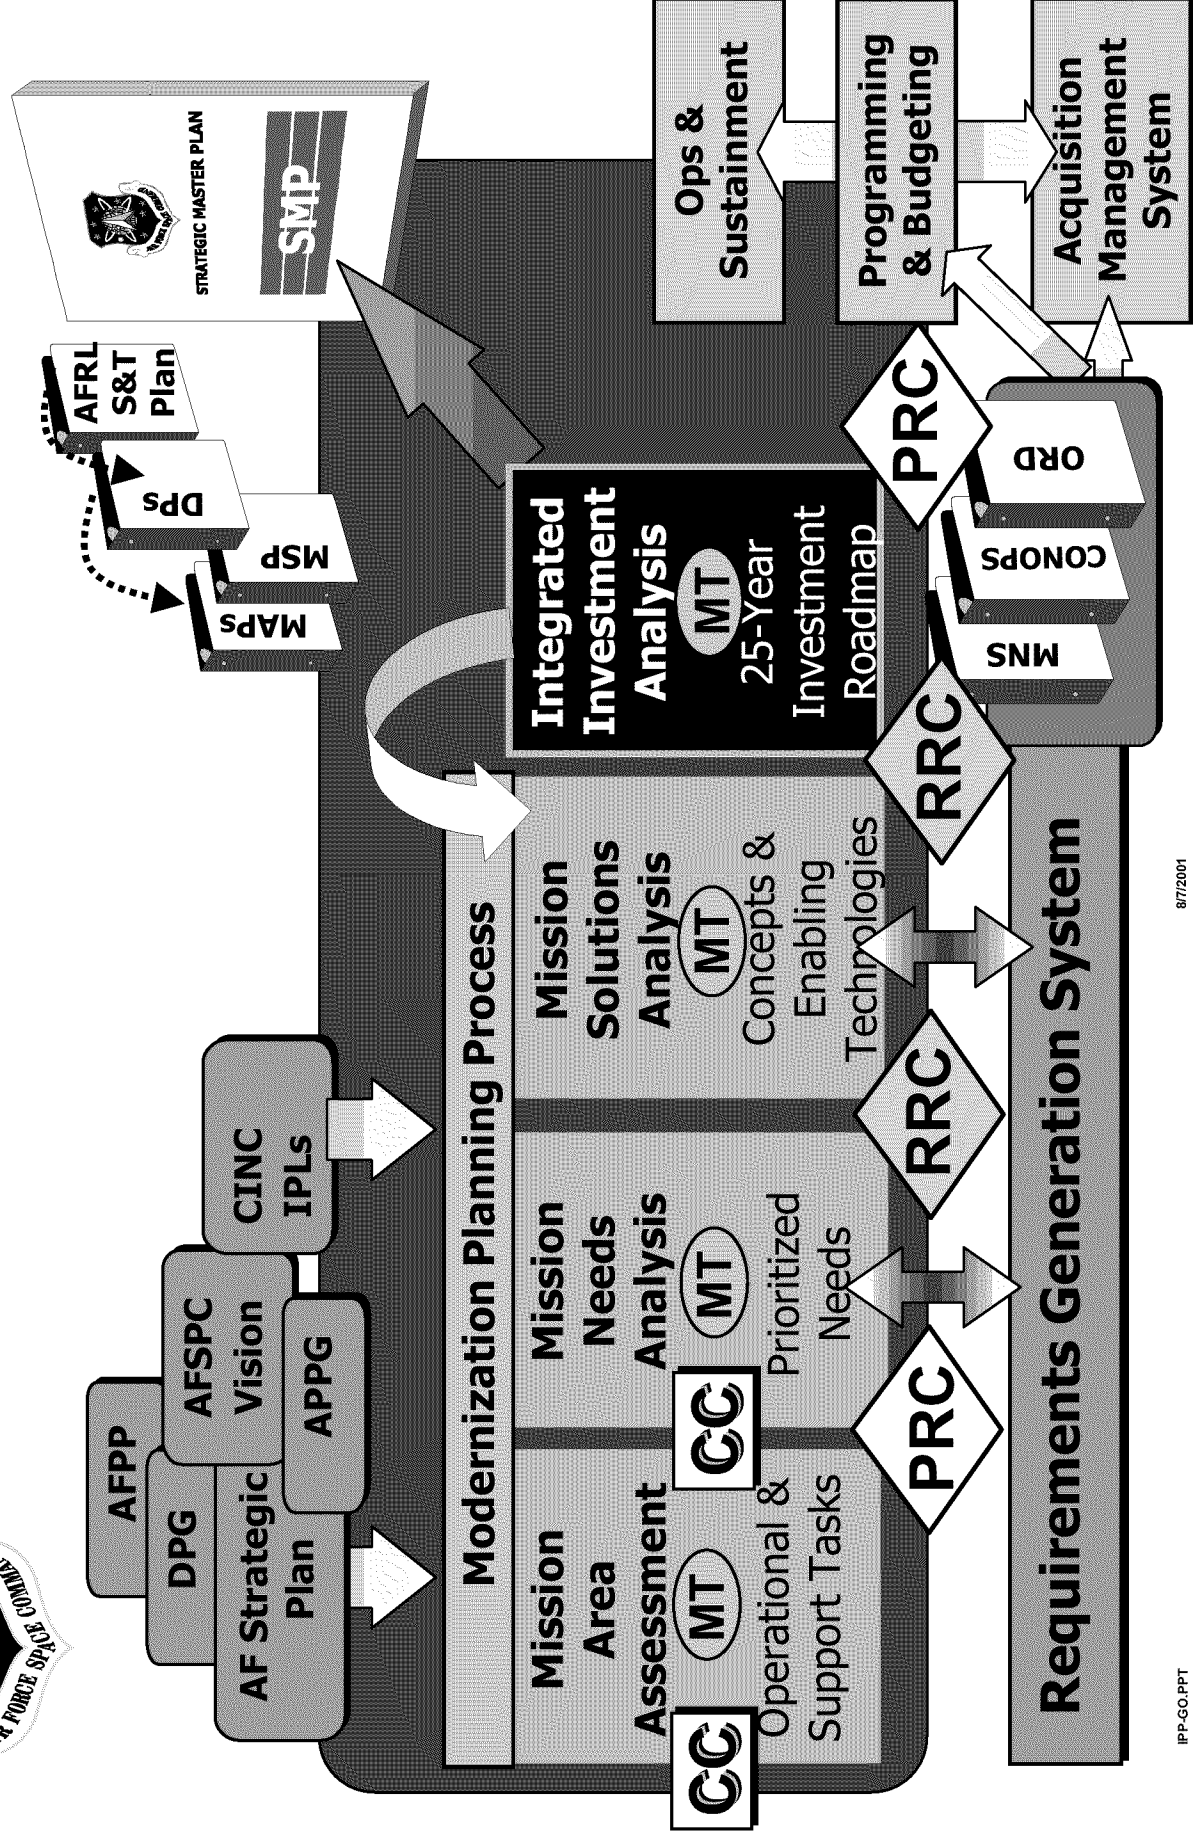 AIR FORCE SPACE COMMAND
AFPP
DPG
AF Strategic
Plan
AFSPC
Vision
APPG
CINC
IPLs
MAPs
MSP
DPs
AFRL
S&T
Plan
STRATEGIC MASTER PLAN
SMP
Modernization Planning Process
Mission
Area
Assessment
MT
Operational &
Support Tasks
CC
Mission
Needs
Analysis
MT
Prioritized
Needs
CC
Mission
Solutions
Analysis
MT
Concepts &
Enabling
Technologies
Integrated
Investment
Analysis
MT
25-Year
Investment
Roadmap
Ops &
Sustainment
Programming
& Budgeting
Acquisition
Management
System
PRC
RRC
RRC
PRC
MNS
CONOPS
ORD
Requirements Generation System
IPP-GO.PPT
8/7/2001